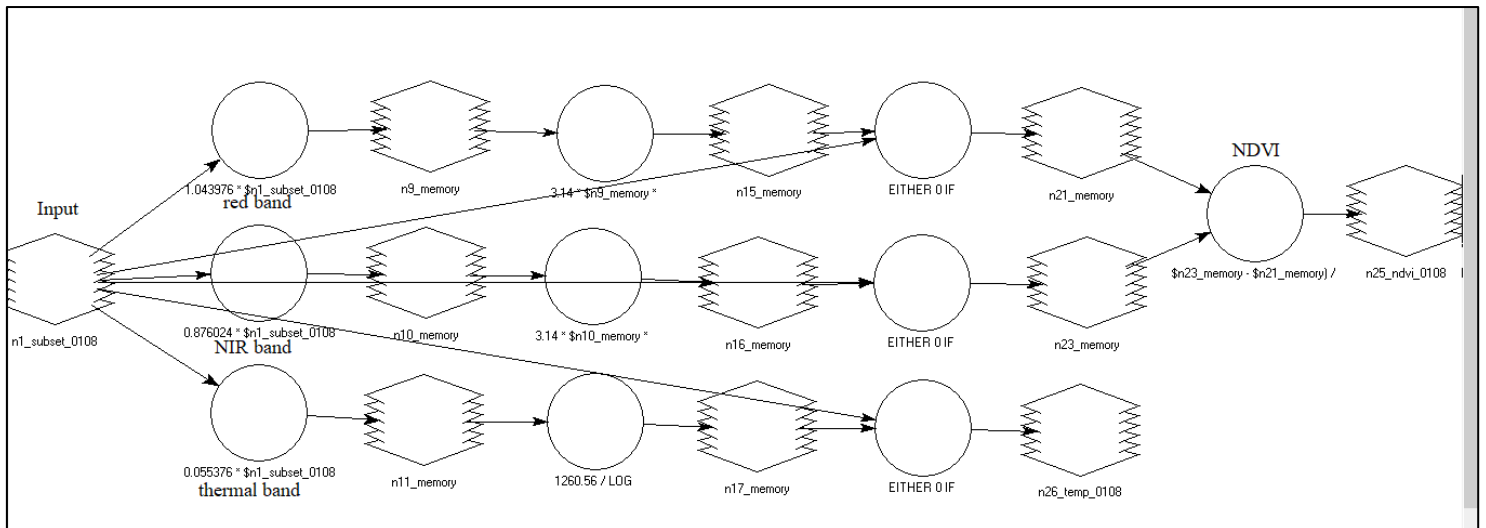 NDVI
1.043976 * $n1_subset_0108
n9_memory
3.14 * $n9_memory *
n15_memory
EITHER 0 IF
n21_memory
red band
Input
$n23_memory - $n21_memory) /
n25_ndvi_0108
n1_subset_0108
0.876024 * $n1_subset_0108
n10_memory
3.14 * $n10_memory *
n16_memory
EITHER 0 IF
n23_memory
NIR band
0.055376 * $n1_subset_0108
n11_memory
1260.56 / LOG
n17_memory
EITHER 0 IF
n26_temp_0108
thermal band